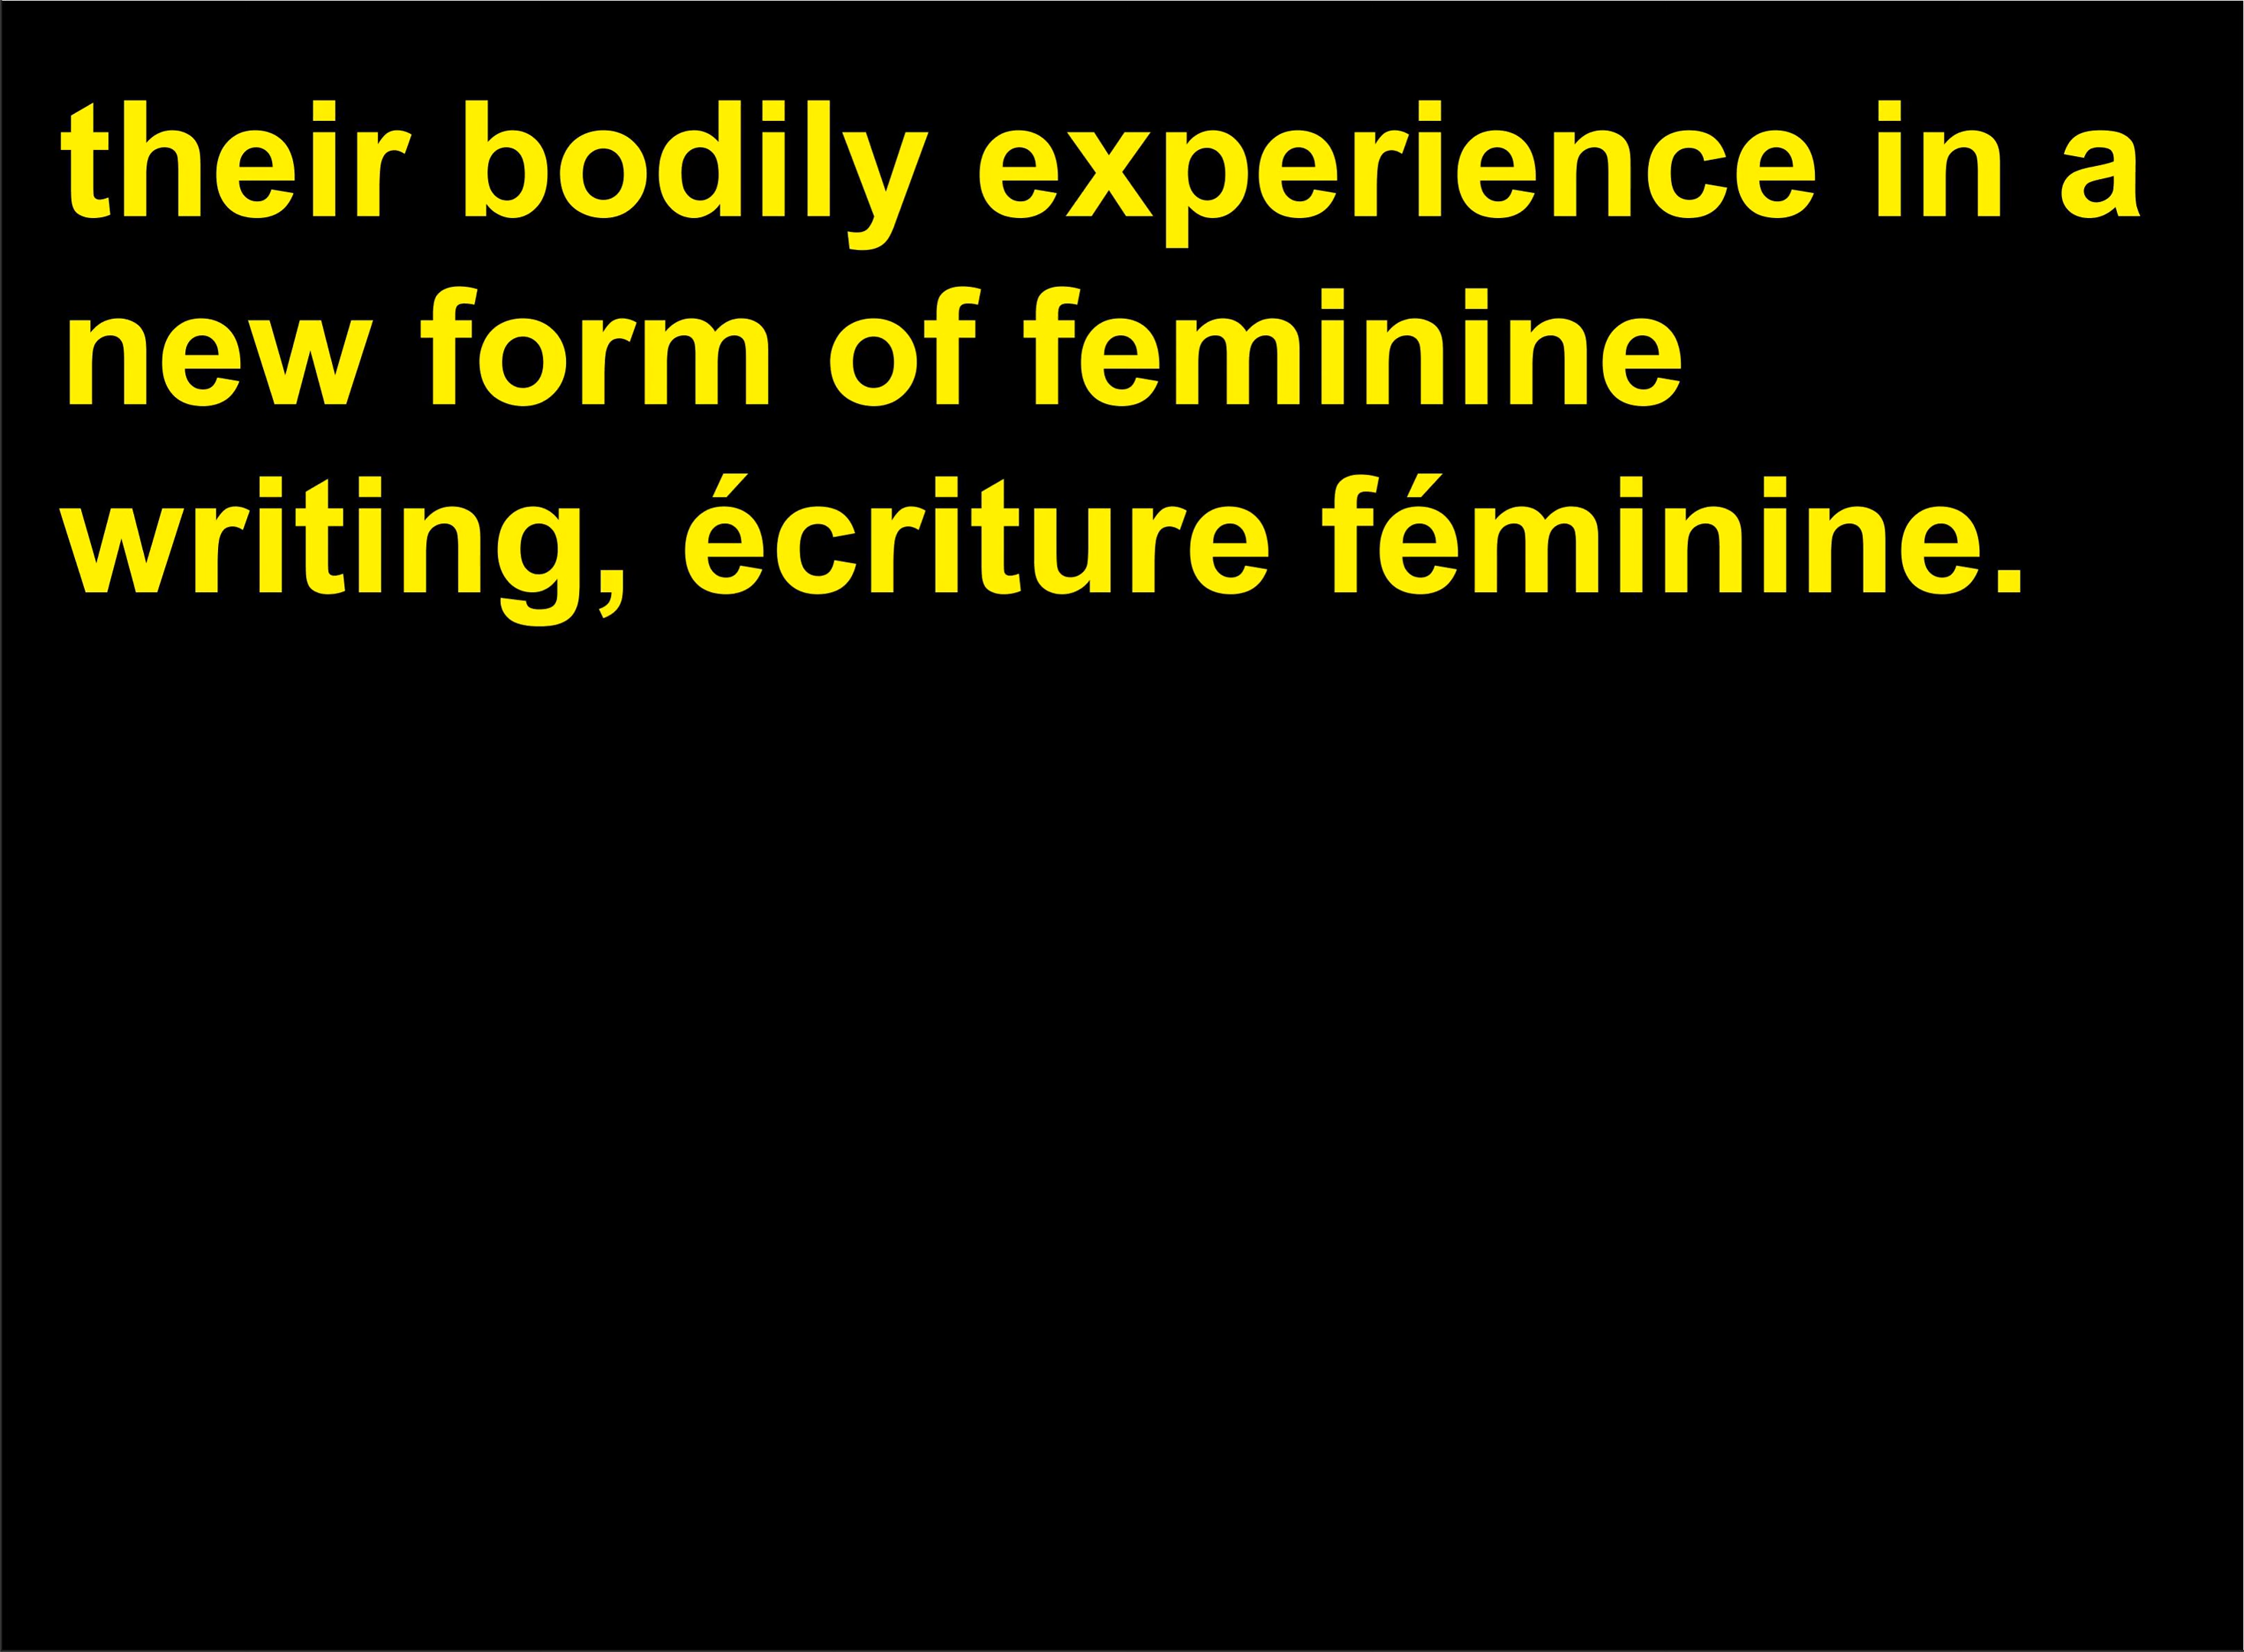 their bodily experience in a
new form of feminine
writing, écriture féminine.